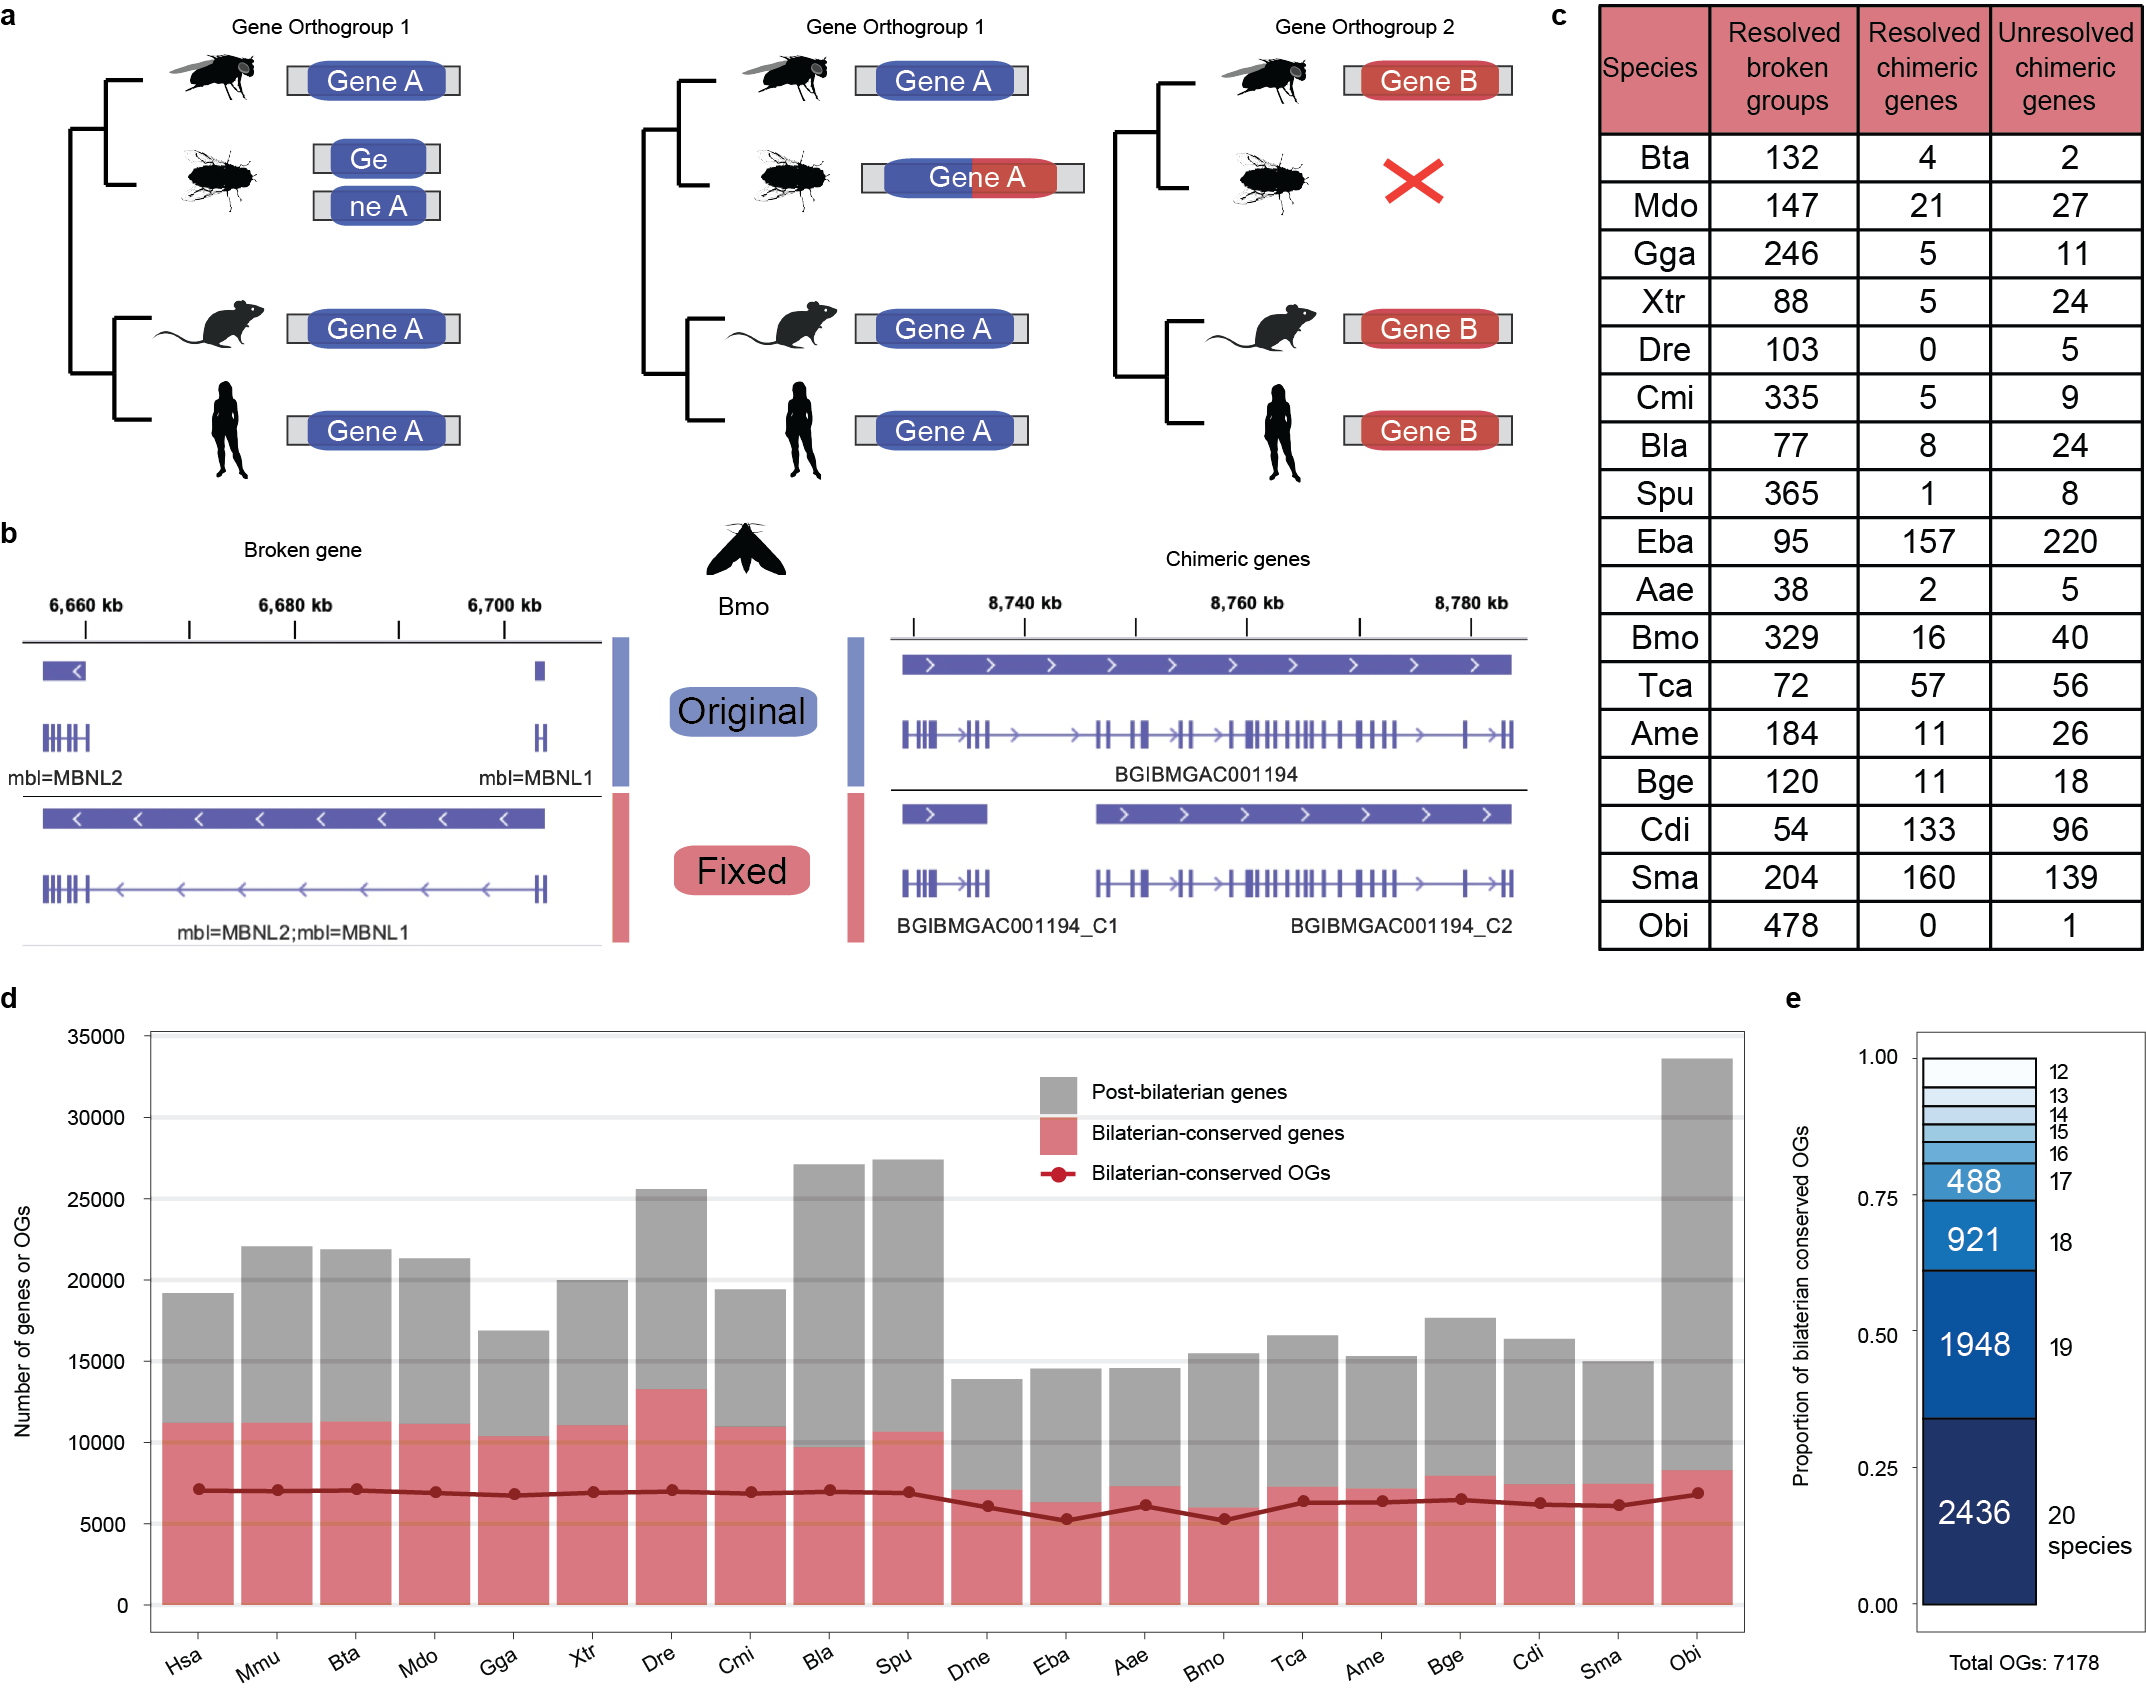 a
Gene Orthogroup 1
Gene A
Ge
ne A
Gene A
Gene A
Gene Orthogroup 1
Gene A
Gene A
Gene A
Gene A
Gene Orthogroup 2
Gene B
Gene B
Gene B
b
Broken gene
6,660 kb 6,680 kb 6,700 kb
mbl=MBNL2 mbl=MBNL1
mbl=MBNL2;mbl=MBNL1
Bmo
Original
Fixed
Chimeric genes
8,740 kb 8,760 kb 8,780 kb
BGIBMGAC001194
BGIBMGAC001194_C1 BGIBMGAC001194_C2
c
Species Resolved broken groups Resolved chimeric genes Unresolved chimeric genes
Bta 132 4 2
Mdo 147 21 27
Gga 246 5 11
Xtr 88 5 24
Dre 103 0 5
Cmi 335 5 9
Bla 77 8 24
Spu 365 1 8
Eba 95 157 220
Aae 38 2 5
Bmo 329 16 40
Tca 72 57 56
Ame 184 11 26
Bge 120 11 18
Cdi 54 133 96
Sma 204 160 139
Obi 478 0 1
d
Number of genes or OGs
35000
30000
25000
20000
15000
10000
5000
0
Post-bilaterian genes
Bilaterian-conserved genes
Bilaterian-conserved OGs
Hsa Mmu Bta Mdo Gga Xtr Dre Cmi Bla Spu Dme Eba Aae Bmo Tca Ame Bge Cdi Sma Obi
e
Proportion of bilaterian conserved OGs
1.00
0.75
0.50
0.25
0.00
12
13
14
15
16
488 17
921 18
1948 19
2436 20
species
Total OGs: 7178